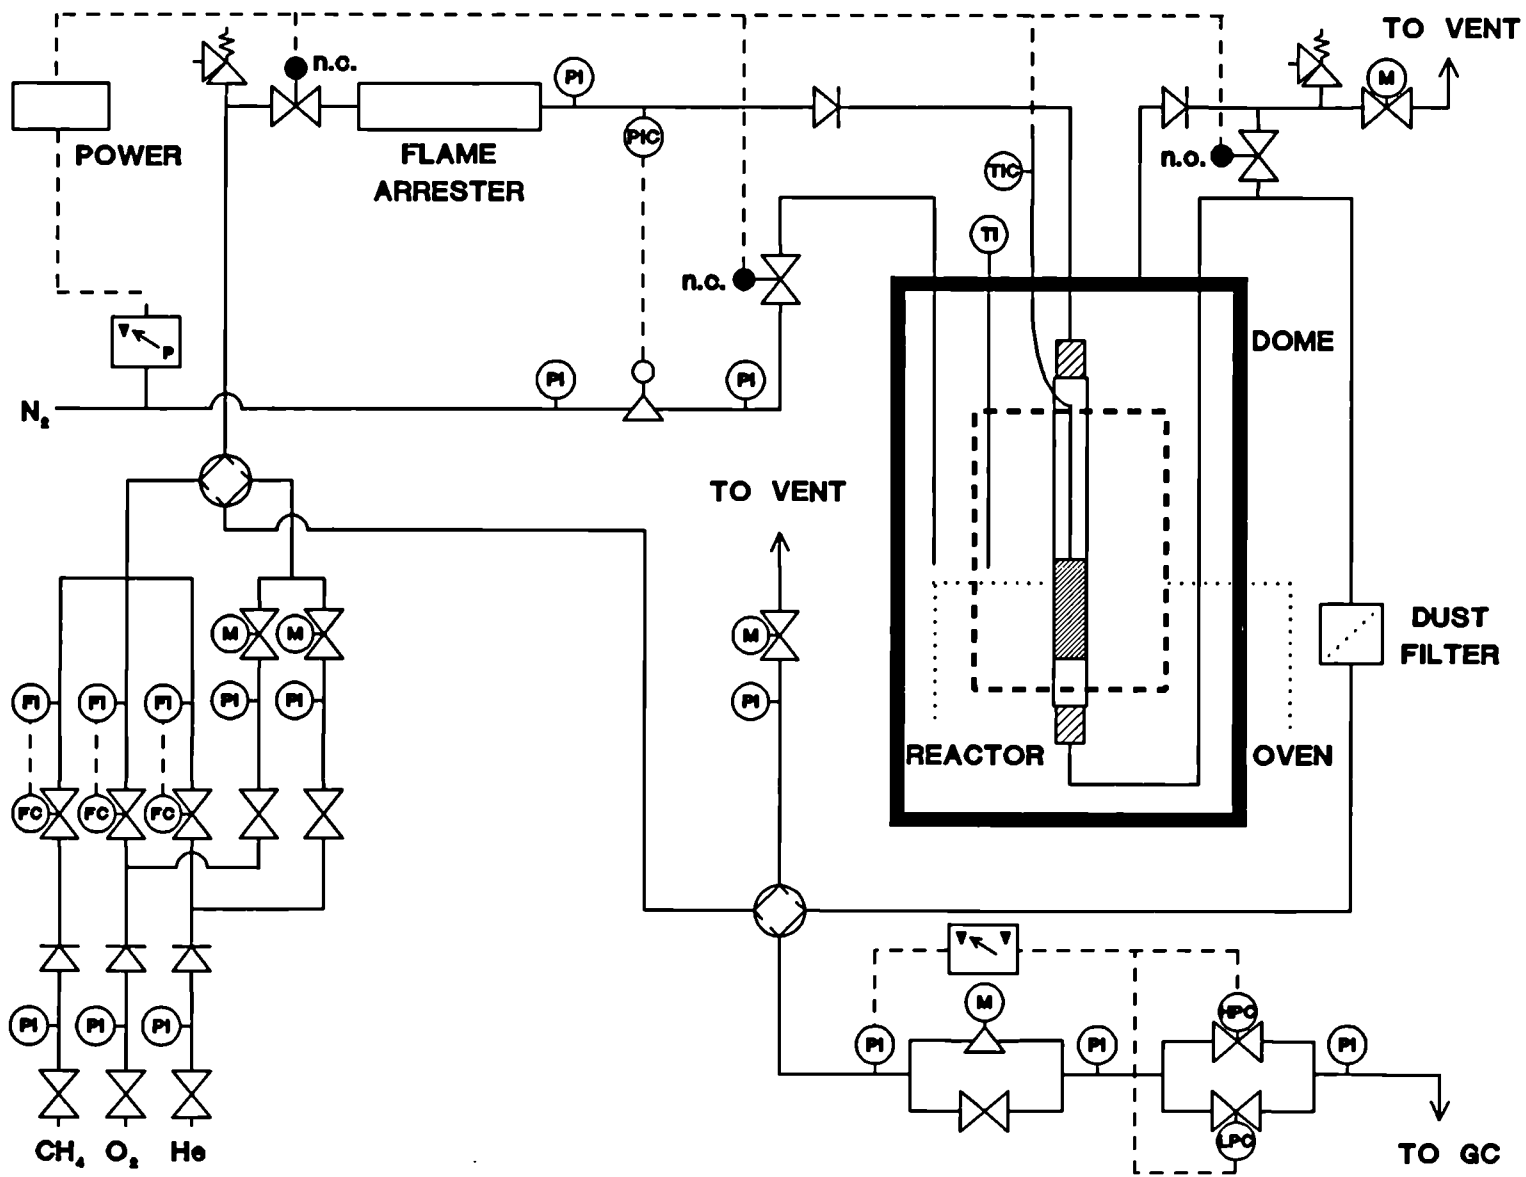 TO VENT
n.o.
PI
M
POWER
FLAME
ARRESTER
PIC
n.o.
TIC
TI
n.o.
DOME
V
P
PI
PI
N₂
TO VENT
M
M
M
DUST
FILTER
FI
FI
FI
PI
PI
PI
REACTOR
OVEN
FC
FC
FC
V
V
M
HPC
PI
PI
PI
PI
PI
PI
LPC
CH₄
O₂
He
TO GC